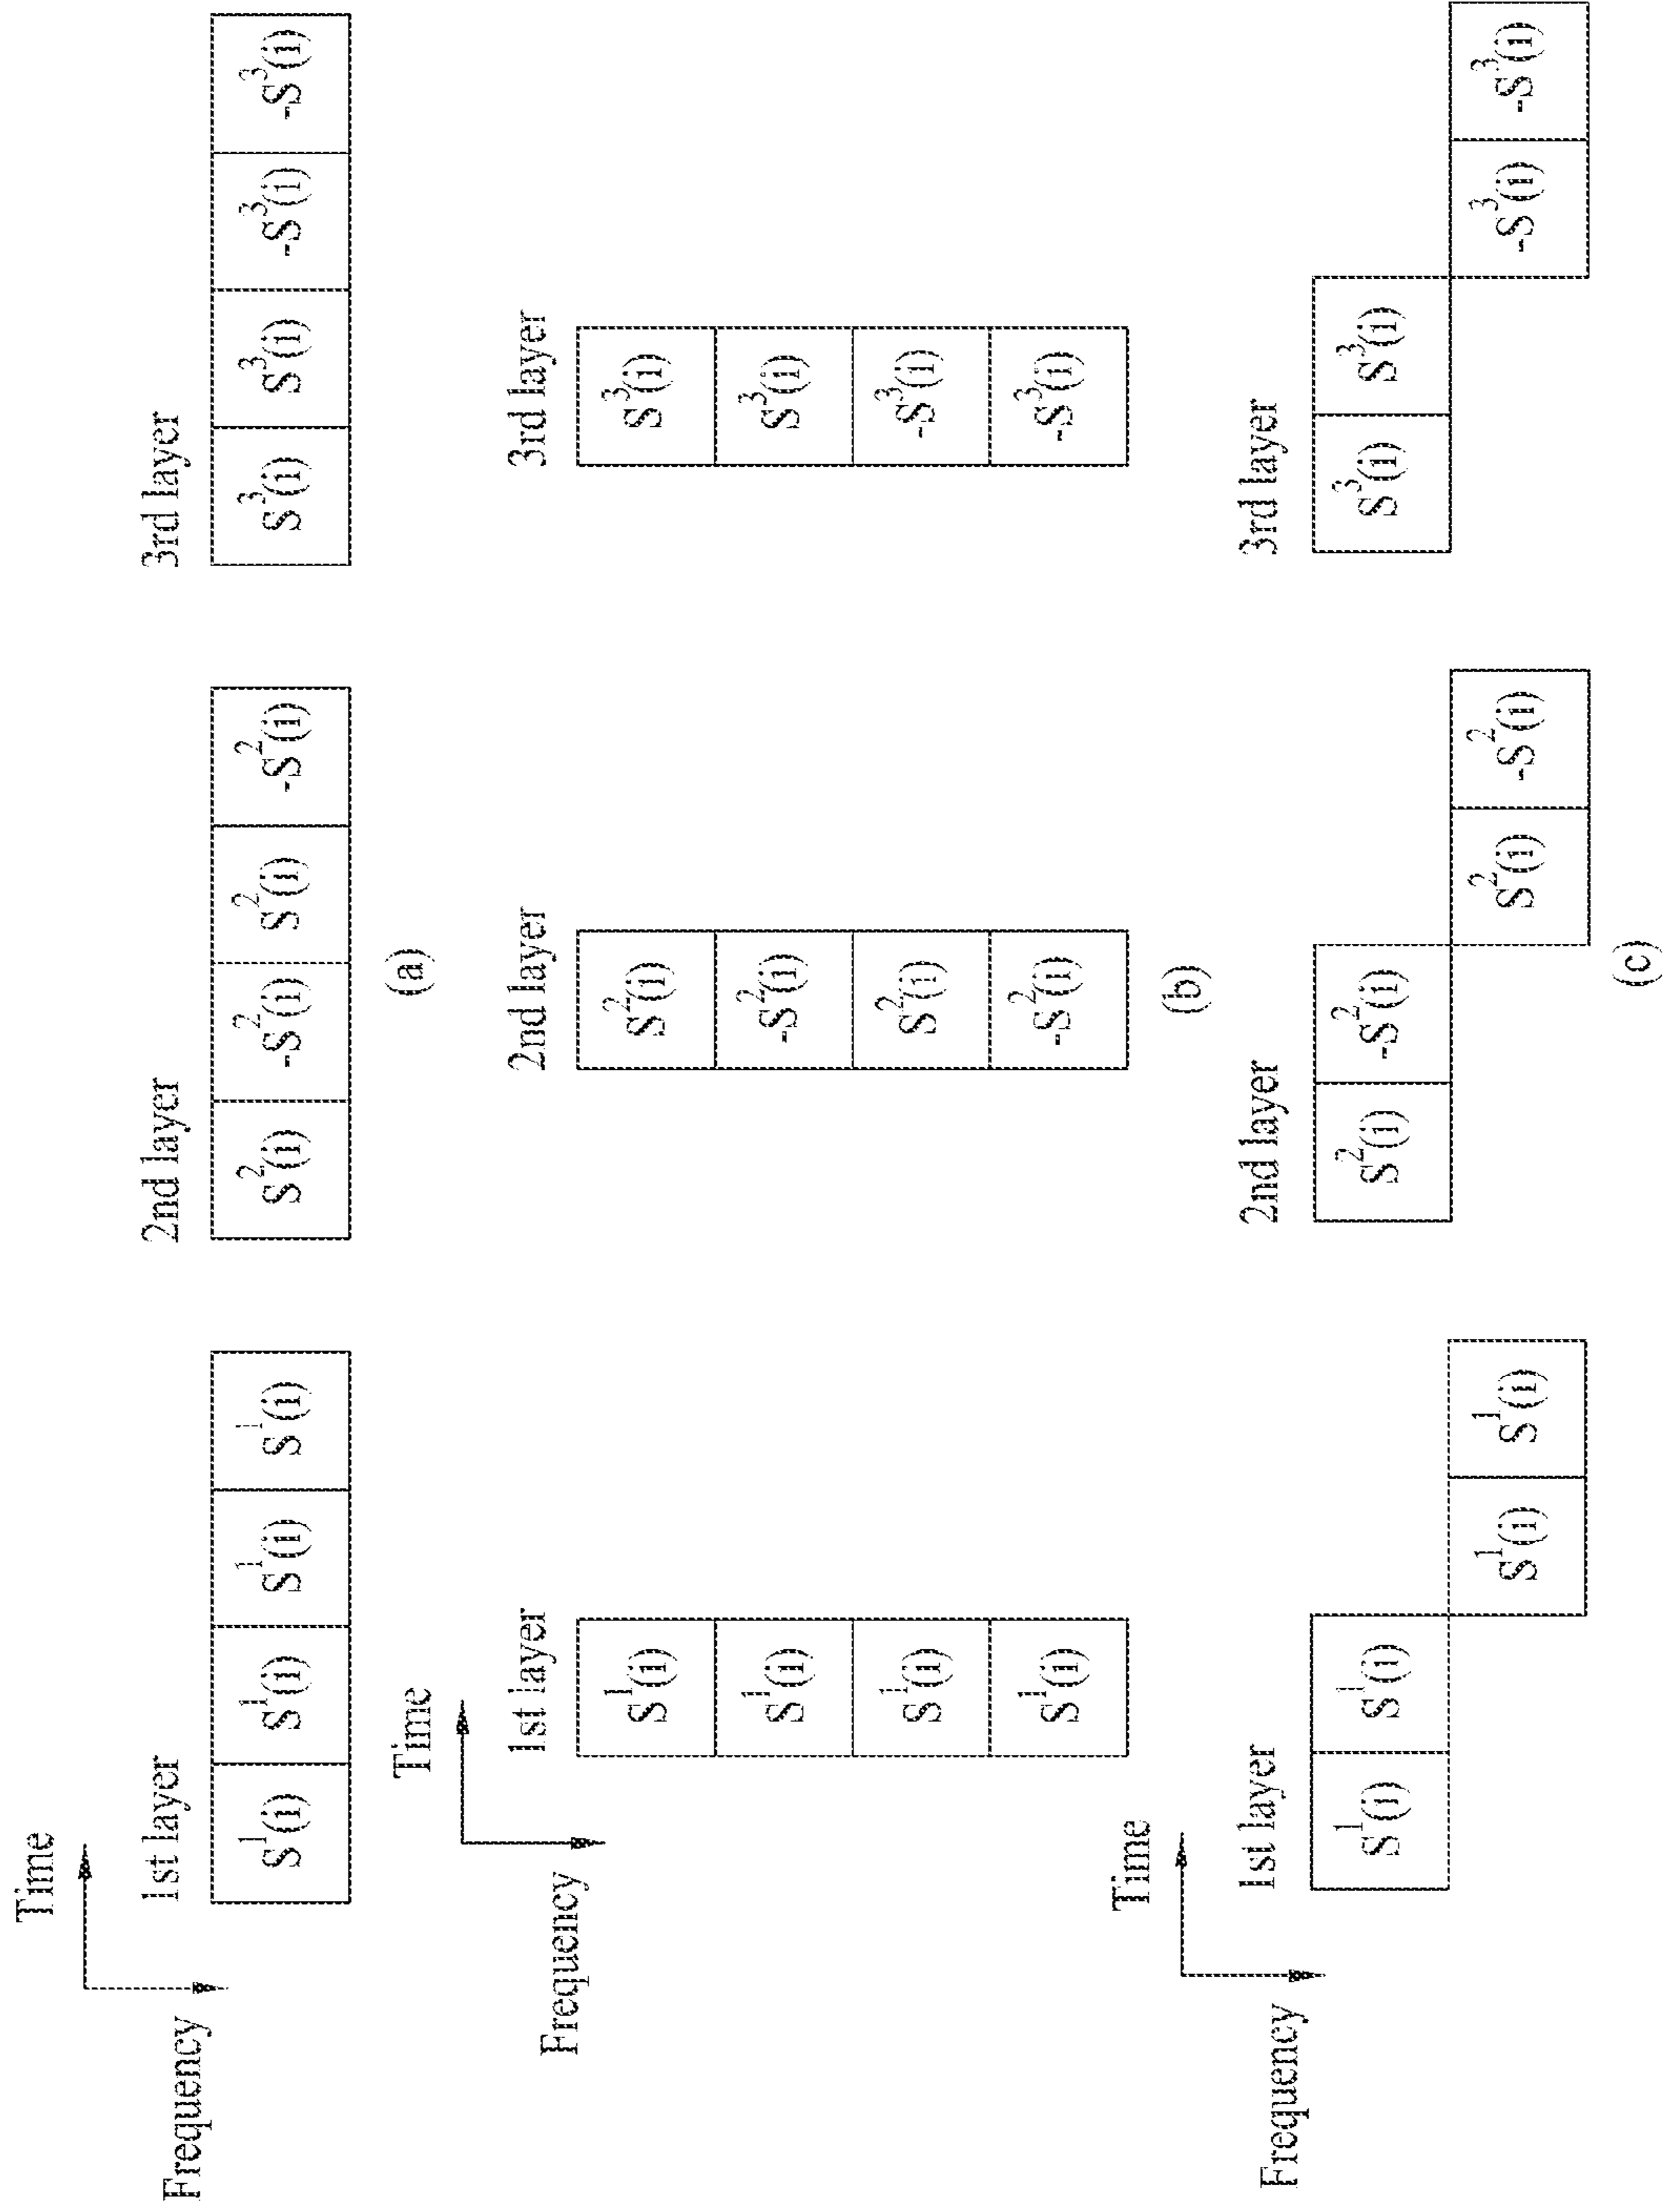 Time
Frequency
1st layer
S¹(i) S¹(i) S¹(i) S¹(i)
2nd layer
S²(i) -S²(i) S²(i) -S²(i)
3rd layer
S³(i) S³(i) -S³(i) -S³(i)
(a)
Time
Frequency
1st layer
S¹(i)
S¹(i)
S¹(i)
S¹(i)
2nd layer
S²(i)
-S²(i)
S²(i)
-S²(i)
3rd layer
S³(i)
S³(i)
-S³(i)
-S³(i)
(b)
Time
Frequency
1st layer
S¹(i) S¹(i)
S¹(i) S¹(i)
2nd layer
S²(i) -S²(i)
S²(i) -S²(i)
3rd layer
S³(i) S³(i)
-S³(i) -S³(i)
(c)